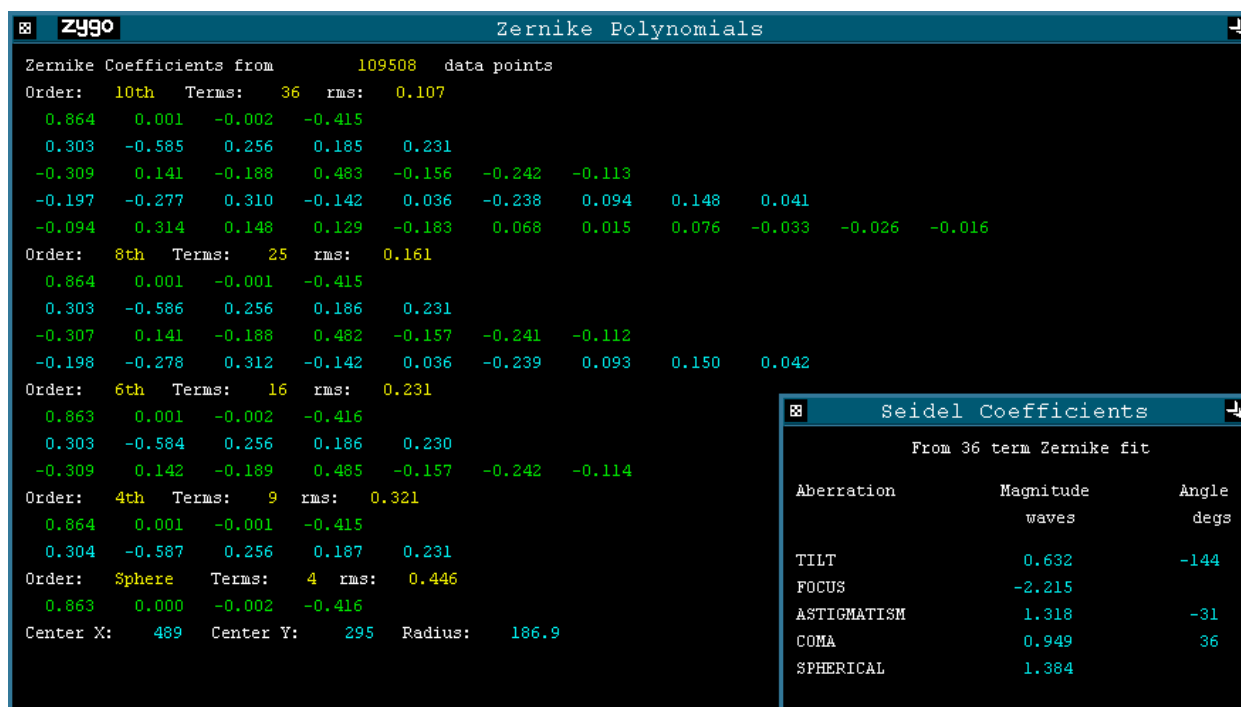 zygo Zernike Polynomials
Zernike Coefficients from 109508 data points
Order: 10th Terms: 36 rms: 0.107
0.864 0.001 -0.002 -0.415
0.303 -0.585 0.256 0.185 0.231
-0.309 0.141 -0.188 0.483 -0.156 -0.242 -0.113
-0.197 -0.277 0.310 -0.142 0.036 -0.238 0.094 0.148 0.041
-0.094 0.314 0.148 0.129 -0.183 0.068 0.015 0.076 -0.033 -0.026 -0.016
Order: 8th Terms: 25 rms: 0.161
0.864 0.001 -0.001 -0.415
0.303 -0.586 0.256 0.186 0.231
-0.307 0.141 -0.188 0.482 -0.157 -0.241 -0.112
-0.198 -0.278 0.312 -0.142 0.036 -0.239 0.093 0.150 0.042
Order: 6th Terms: 16 rms: 0.231
0.863 0.001 -0.002 -0.416
0.303 -0.584 0.256 0.186 0.230
-0.309 0.142 -0.189 0.485 -0.157 -0.242 -0.114
Order: 4th Terms: 9 rms: 0.321
0.864 0.001 -0.001 -0.415
0.304 -0.587 0.256 0.187 0.231
Order: Sphere Terms: 4 rms: 0.446
0.863 0.000 -0.002 -0.416
Center X: 489 Center Y: 295 Radius: 186.9
Seidel Coefficients
From 36 term Zernike fit
Aberration Magnitude Angle
waves degs
TILT 0.632 -144
FOCUS -2.215
ASTIGMATISM 1.318 -31
COMA 0.949 36
SPHERICAL 1.384